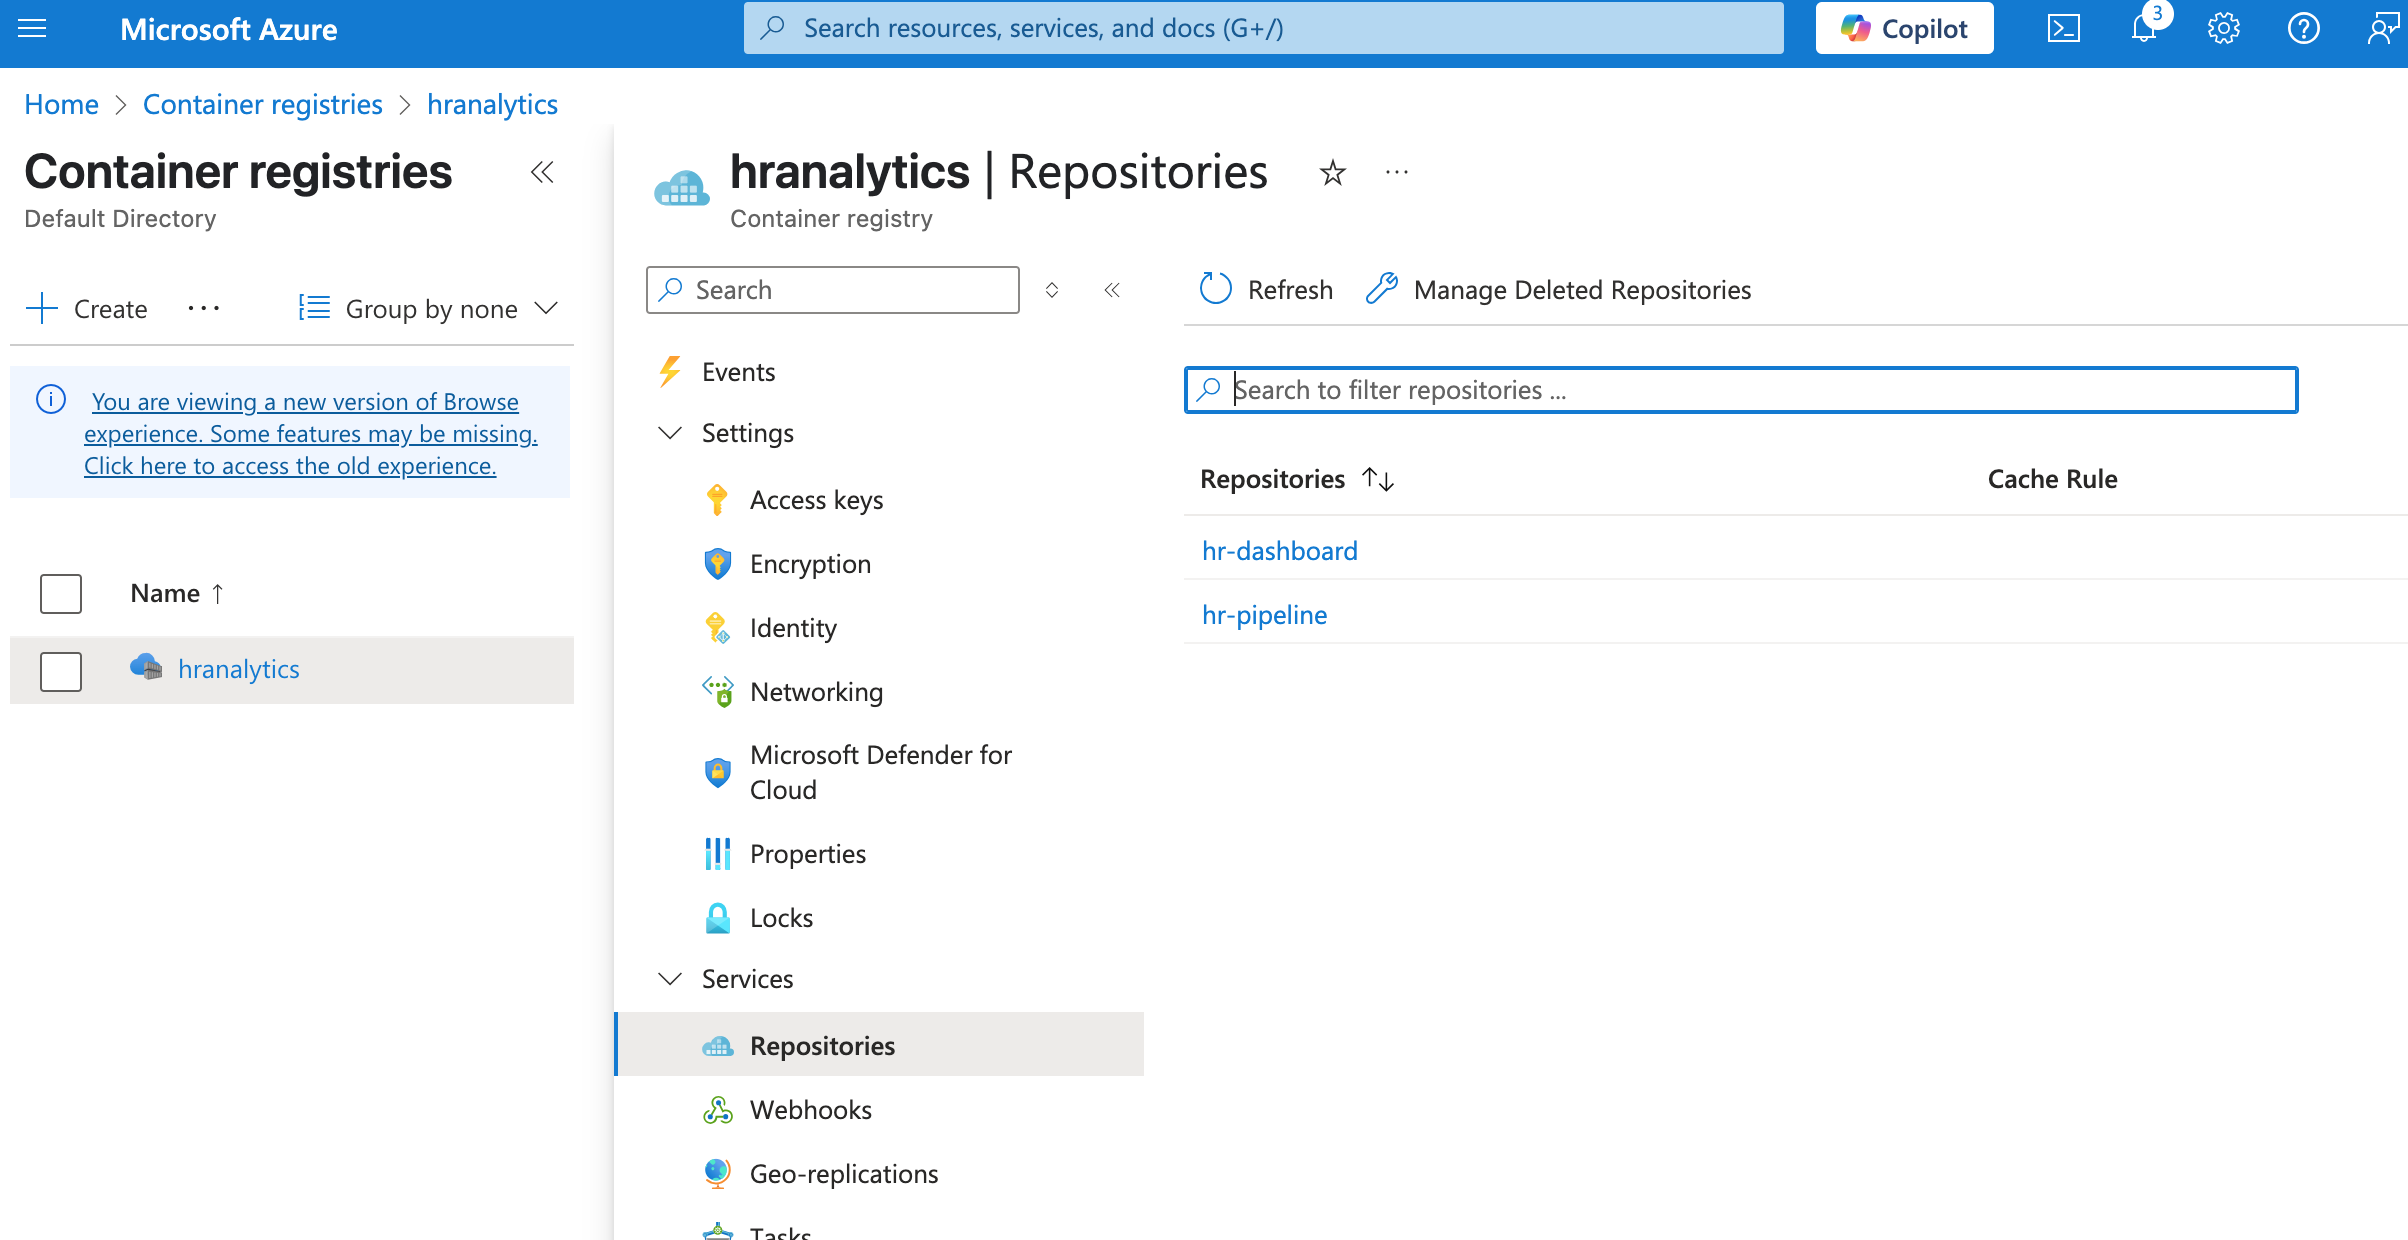 Microsoft Azure
Search resources, services, and docs (G+/)
Copilot
3
Home > Container registries > hranalytics
Container registries
Default Directory
Create
Group by none
You are viewing a new version of Browse
experience. Some features may be missing.
Click here to access the old experience.
Name ↑
hranalytics
hranalytics | Repositories
Container registry
Search
Events
Settings
Access keys
Encryption
Identity
Networking
Microsoft Defender for
Cloud
Properties
Locks
Services
Repositories
Webhooks
Geo-replications
Tasks
Refresh
Manage Deleted Repositories
Search to filter repositories ...
Repositories ↑↓ Cache Rule
hr-dashboard
hr-pipeline